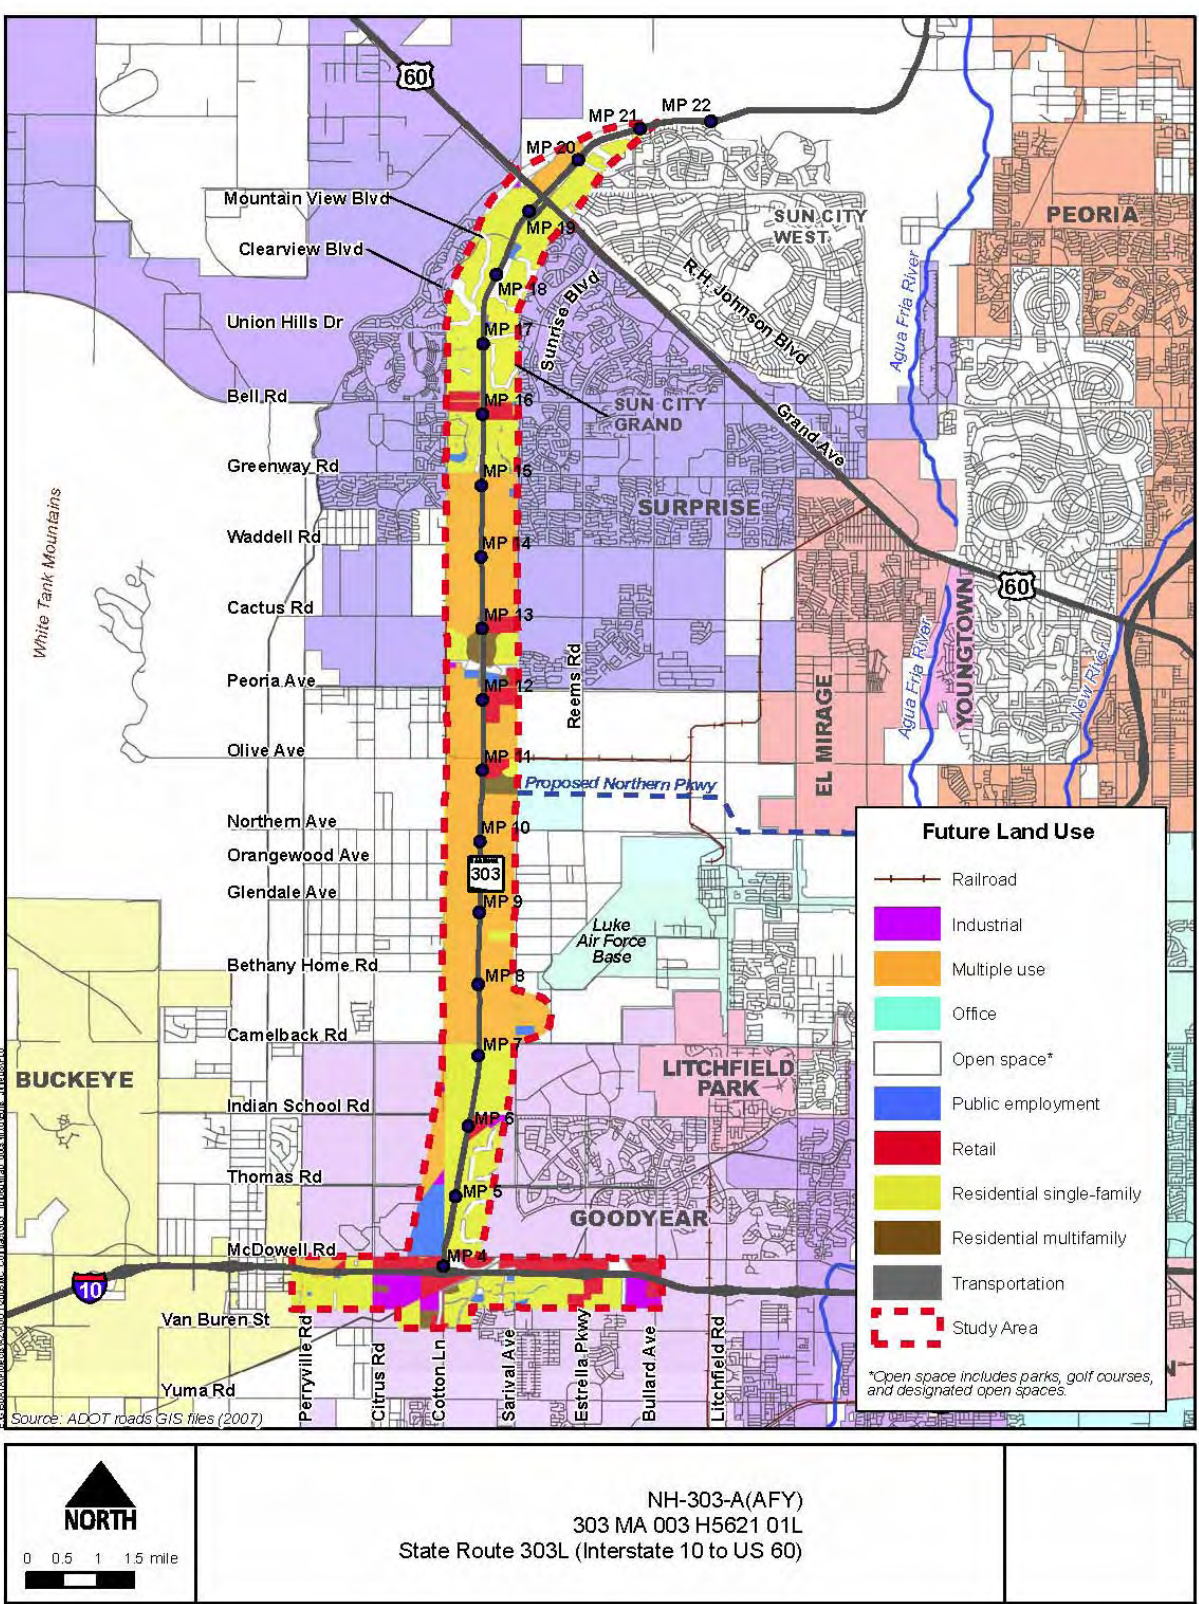 60
MP 22
MP 21
MP 20
Mountain View Blvd
SUN CITY
WEST
PEORIA
MP 19
Clearview Blvd
R.H. Johnson Blvd
Agua Fria River
MP 18
Sunrise Blvd
Union Hills Dr
MP 17
Bell Rd
MP 16
SUN CITY
GRAND
Grand Ave
Greenway Rd
MP 15
White Tank Mountains
SURPRISE
Waddell Rd
MP 14
60
Cactus Rd
MP 13
YOUNGTOWN
Agua Fria River
New River
Reems Rd
Peoria Ave
MP 12
EL MIRAGE
Olive Ave
MP 11
Proposed Northern Pkwy
Northern Ave
MP 10
Orangewood Ave
303
Glendale Ave
MP 9
Luke
Air Force
Base
Bethany Home Rd
MP 8
Camelback Rd
MP 7
BUCKEYE
LITCHFIELD
PARK
Indian School Rd
MP 6
Thomas Rd
MP 5
GOODYEAR
McDowell Rd
MP 4
10
Van Buren St
Yuma Rd
Perryville Rd
Citrus Rd
Cotton Ln
Sarival Ave
Estrella Pkwy
Bullard Ave
Litchfield Rd
Source: ADOT roads GIS files (2007)
Future Land Use
Railroad
Industrial
Multiple use
Office
Open space*
Public employment
Retail
Residential single-family
Residential multifamily
Transportation
Study Area
*Open space includes parks, golf courses,
and designated open spaces.
NORTH
0 0.5 1 1.5 mile
NH-303-A(AFY)
303 MA 003 H5621 01L
State Route 303L (Interstate 10 to US 60)